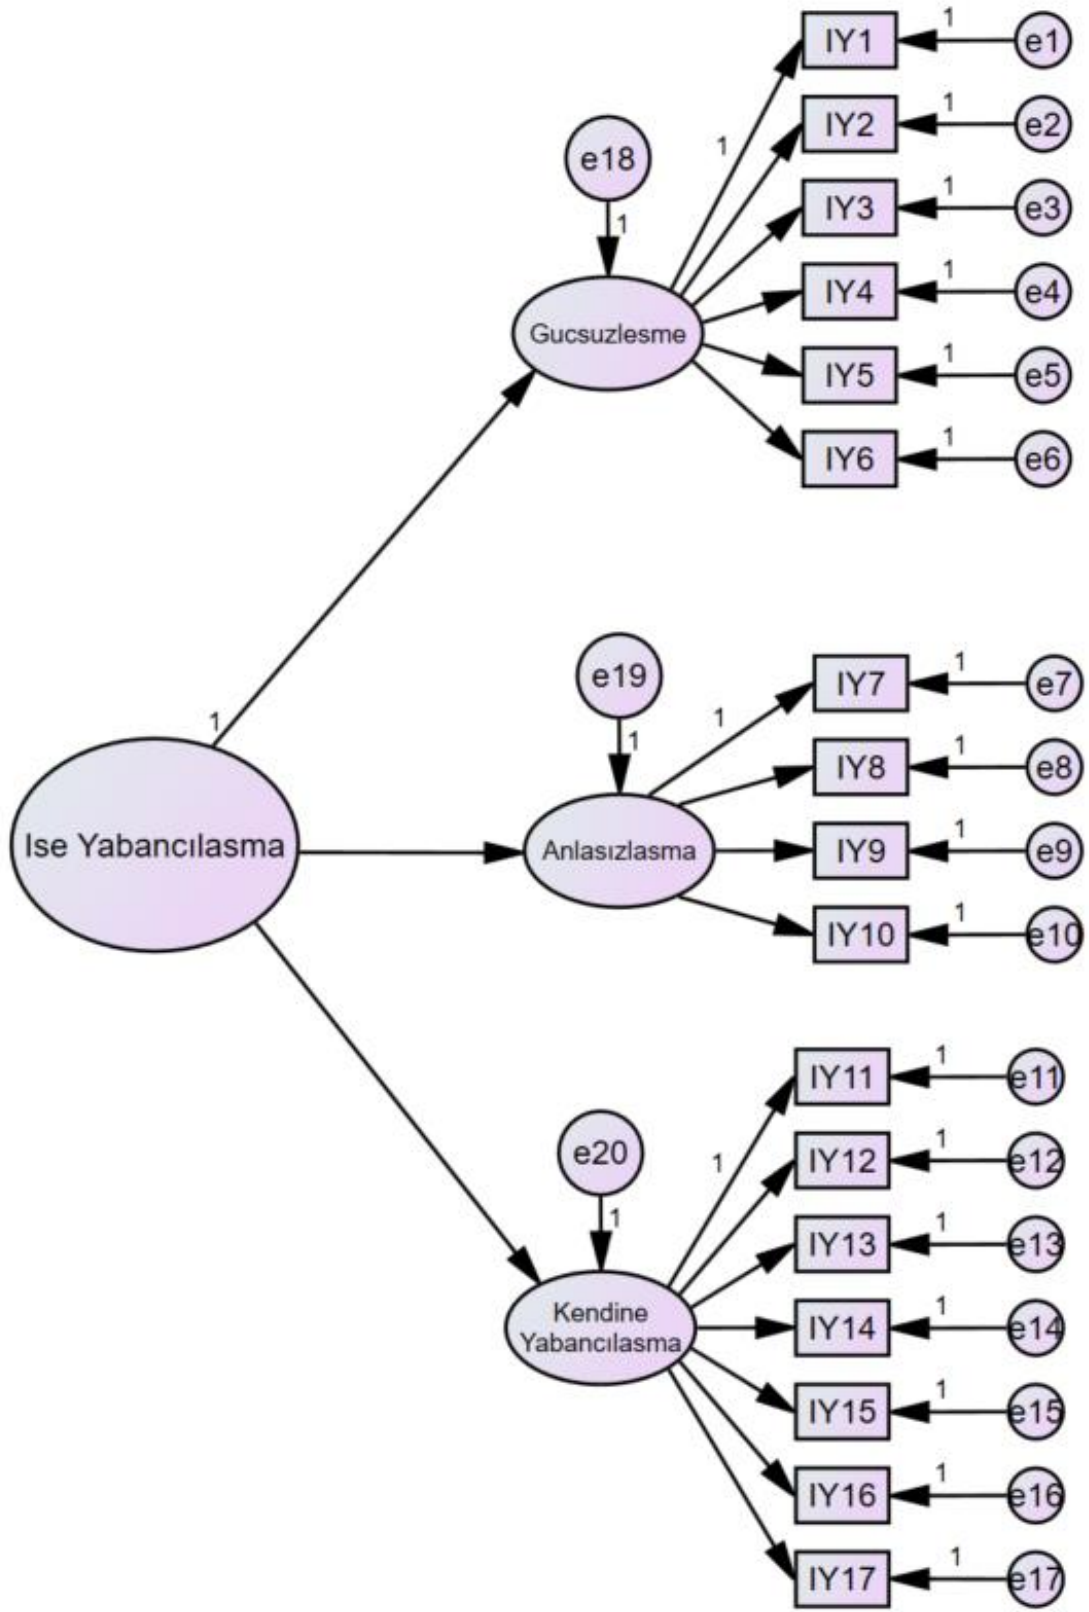 IY1
1
e1
IY2
1
e2
e18
1
1
IY3
1
e3
IY4
1
e4
Gucsuzlesme
IY5
1
e5
IY6
1
e6
e19
1
1
IY7
1
e7
IY8
1
e8
1
Ise Yabancılasma
Anlasızlasma
IY9
1
e9
IY10
1
e10
IY11
1
e11
e20
1
1
IY12
1
e12
IY13
1
e13
Kendine
Yabancılasma
IY14
1
e14
IY15
1
e15
IY16
1
e16
IY17
1
e17